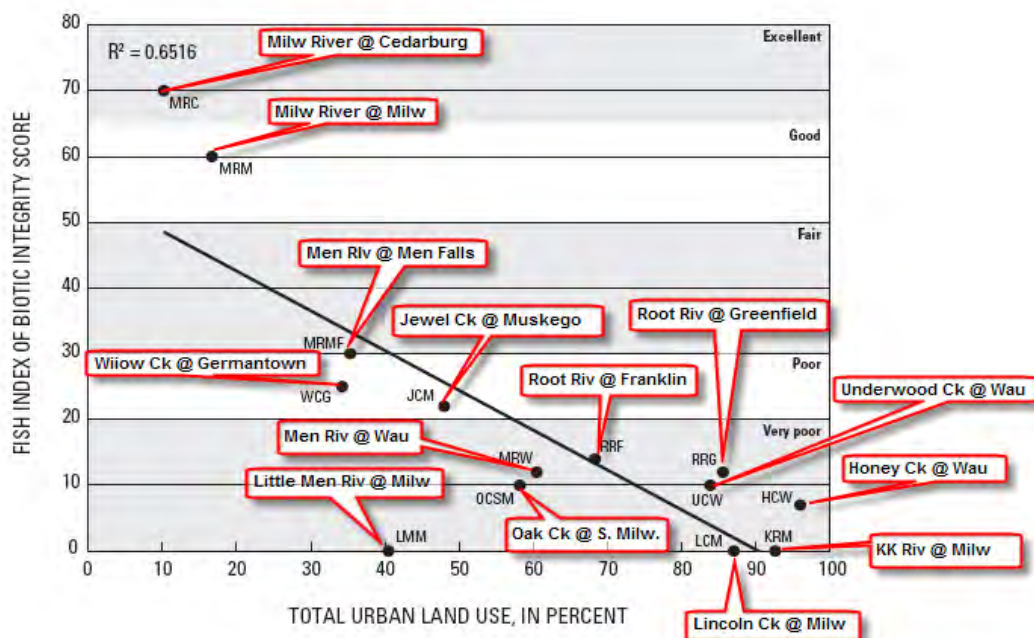 80
R² = 0.6516
Milw River @ Cedarburg
Excellent
70
MRC
Milw River @ Milw
Good
60
MRM
50
Fair
Men RIv @ Men Falls
40
Jewel Ck @ Muskego
Root Riv @ Greenfield
MRMF
30
Wiiow Ck @ Germantown
Root Riv @ Franklin
Poor
Underwood Ck @ Wau
WCG
JCM
20
Men Riv @ Wau
Very poor
MRW
RRF
RRG
Honey Ck @ Wau
Little Men Riv @ Milw
10
OCSM
UCW
HCW
LMM
Oak Ck @ S. Milw.
LCM
KRM
KK Riv @ Milw
0
0 10 20 30 40 50 60 70 80 90 100
FISH INDEX OF BIOTIC INTEGRITY SCORE
TOTAL URBAN LAND USE, IN PERCENT
Lincoln Ck @ Milw